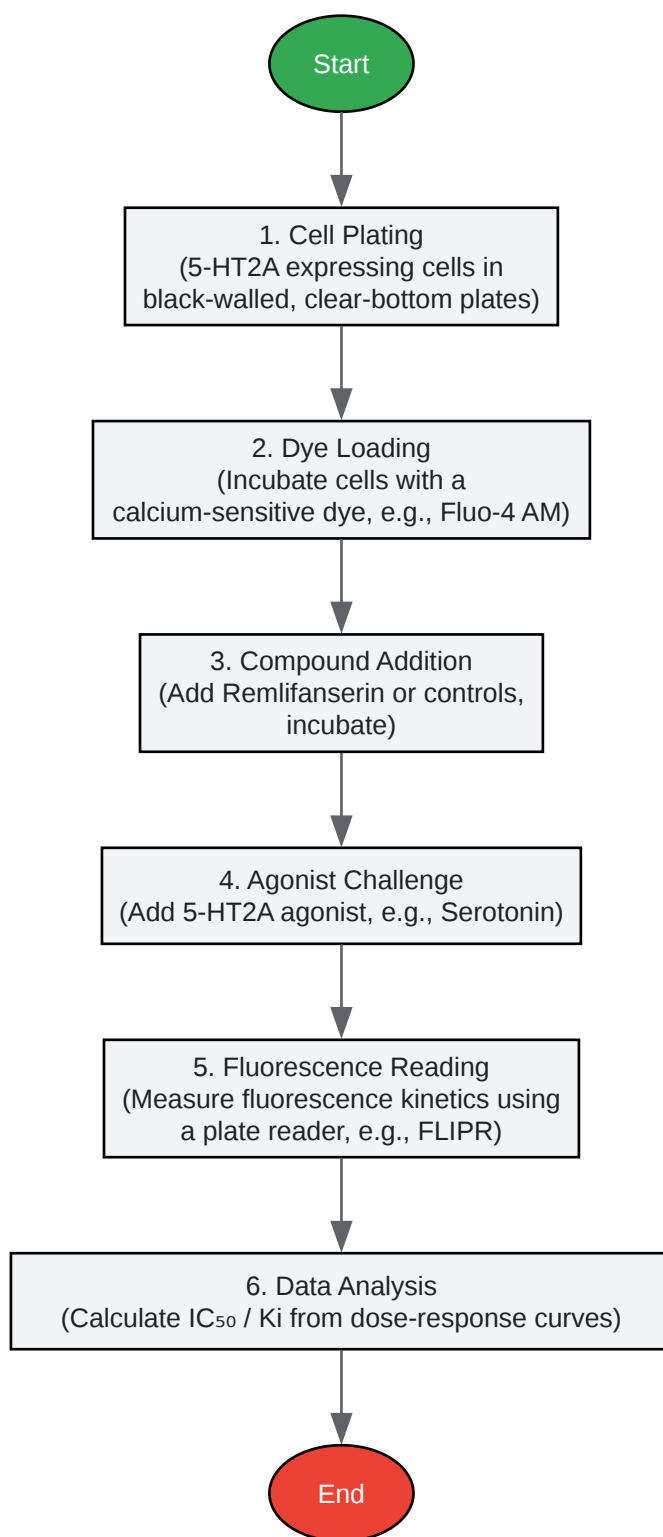 Start
1. Cell Plating
(5-HT2A expressing cells in
black-walled, clear-bottom plates)
2. Dye Loading
(Incubate cells with a
calcium-sensitive dye, e.g., Fluo-4 AM)
3. Compound Addition
(Add Remlifanserin or controls,
incubate)
4. Agonist Challenge
(Add 5-HT2A agonist, e.g., Serotonin)
5. Fluorescence Reading
(Measure fluorescence kinetics using
a plate reader, e.g., FLIPR)
6. Data Analysis
(Calculate IC₅₀ / Ki from dose-response curves)
End